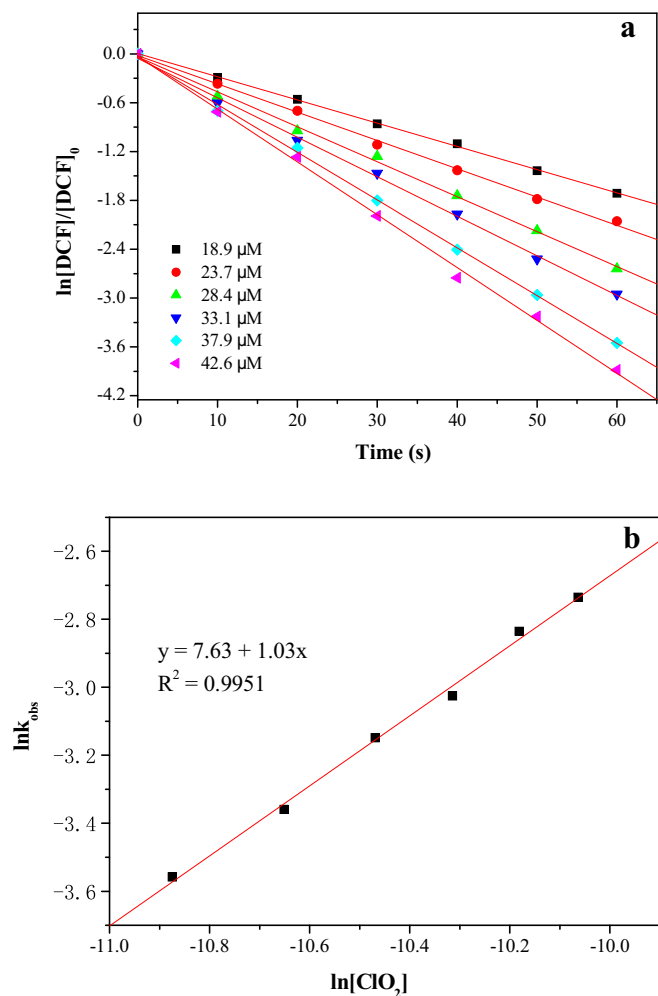 a
0.0
-0.6
-1.2
-1.8
-2.4
-3.0
-3.6
-4.2
ln[DCF]/[DCF]₀
18.9 μM
23.7 μM
28.4 μM
33.1 μM
37.9 μM
42.6 μM
0 10 20 30 40 50 60
Time (s)
b
-2.6
-2.8
-3.0
-3.2
-3.4
-3.6
lnk_obs
y = 7.63 + 1.03x
R² = 0.9951
-11.0 -10.8 -10.6 -10.4 -10.2 -10.0
ln[ClO₂]